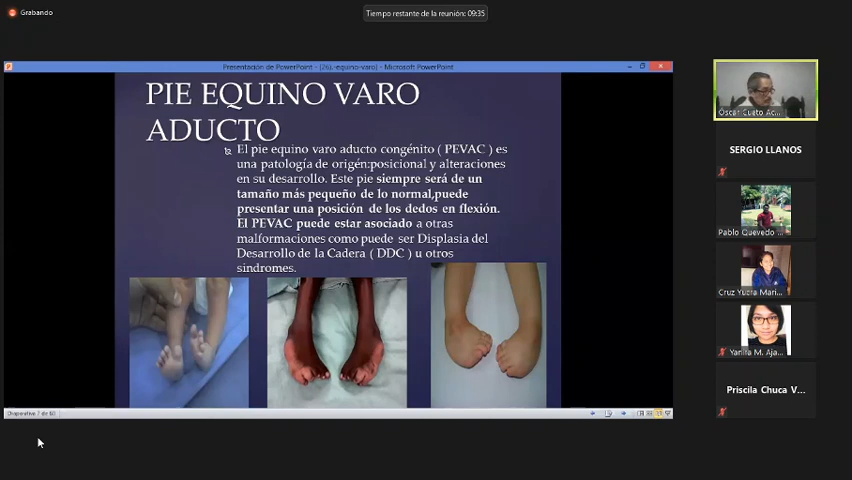 Grabando
Tiempo restante de la reunión: 09:35
Presentación de PowerPoint - [26).-equino-varo] - Microsoft PowerPoint
PIE EQUINO VARO
ADUCTO
El pie equino varo aducto congénito ( PEVAC ) es
una patología de origén:posicional y alteraciones
en su desarrollo. Este pie siempre será de un
tamaño más pequeño de lo normal,puede
presentar una posición de los dedos en flexión.
El PEVAC puede estar asociado a otras
malformaciones como puede ser Displasia del
Desarrollo de la Cadera ( DDC ) u otros
síndromes.
Diapositiva 7 de 50
Óscar Cueto Ac...
SERGIO LLANOS
Pablo Quevedo ...
Cruz Yucra Mari...
Yanira M. Aja...
Priscila Chuca V...